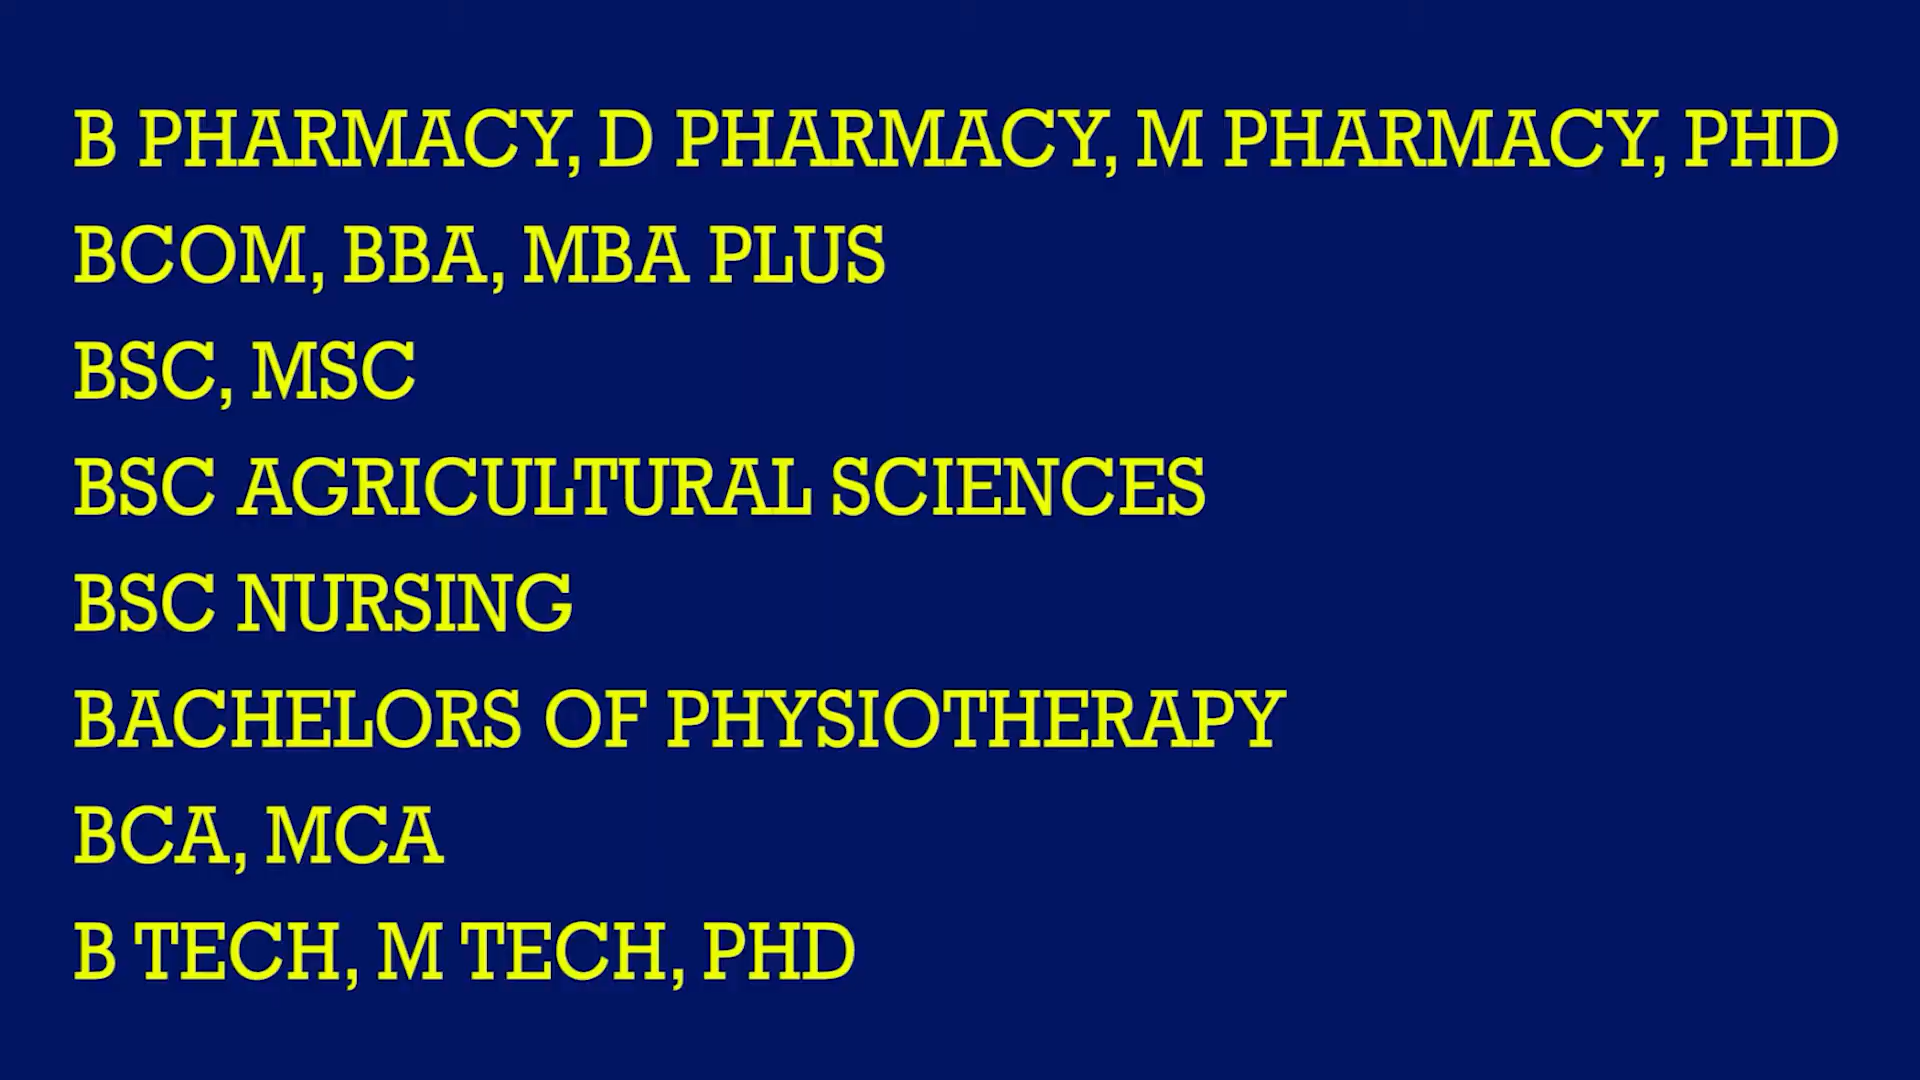 B PHARMACY, D PHARMACY, M PHARMACY, PHD
BCOM, BBA, MBA PLUS
BSC, MSC
BSC AGRICULTURAL SCIENCES
BSC NURSING
BACHELORS OF PHYSIOTHERAPY
BCA, MCA
B TECH, M TECH, PHD